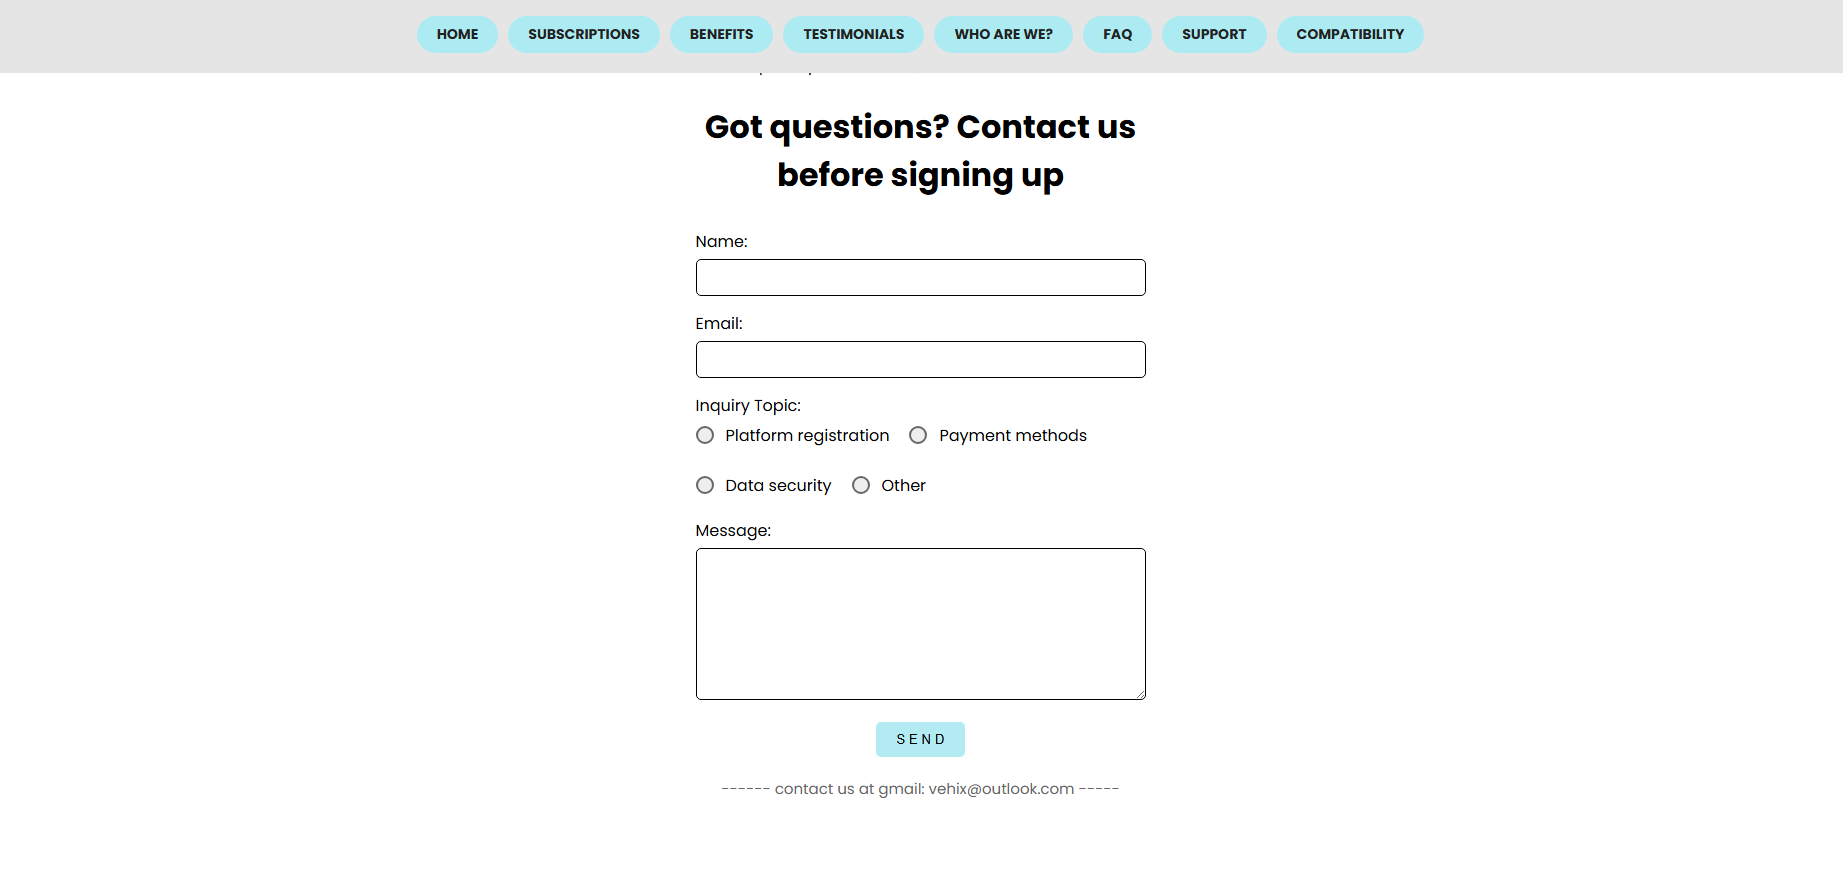 HOME SUBSCRIPTIONS BENEFITS TESTIMONIALS WHO ARE WE? FAQ SUPPORT COMPATIBILITY
Got questions? Contact us
before signing up
Name:
Email:
Inquiry Topic:
Platform registration Payment methods
Data security Other
Message:
SEND
------ contact us at gmail: vehix@outlook.com -----